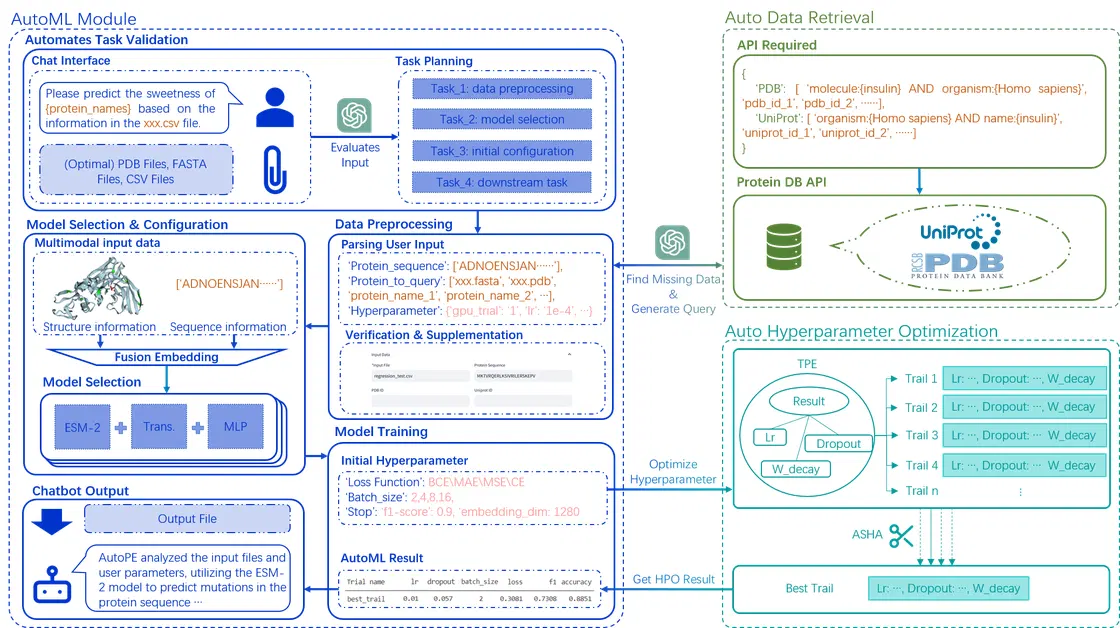 AutoML Module
Automates Task Validation
Chat Interface
Please predict the sweetness of
{protein_names} based on the
information in the xxx.csv file.
(Optimal) PDB Files, FASTA
Files, CSV Files
Evaluates
Input
Task Planning
Task_1: data preprocessing
Task_2: model selection
Task_3: initial configuration
Task_4: downstream task
Model Selection & Configuration
Multimodal input data
['ADNOENSJAN······']
Structure information
Sequence information
Fusion Embedding
Model Selection
ESM-2
Trans.
MLP
Data Preprocessing
Parsing User Input
'Protein_sequence': ['ADNOENSJAN······'],
'Protein_to_query': ['xxx.fasta', 'xxx.pdb',
'protein_name_1', 'protein_name_2', ···],
'Hyperparameter': {'gpu_trial': '1', 'lr': '1e-4', ···}
Verification & Supplementation
Input Data
*Input File
Protein Sequence
regression_test.csv
PDB ID
Uniprot ID
Model Training
Initial Hyperparameter
'Loss Function': BCE\MAE\MSE\CE
'Batch_size': 2,4,8,16,
'Stop': 'f1-score': 0.9, 'embedding_dim: 1280
AutoML Result
Trial name lr dropout batch_size loss f1 accuracy
best_trail 0.01 0.057 2 0.3081 0.7308 0.8851
Chatbot Output
Output File
AutoPE analyzed the input files and
user parameters, utilizing the ESM-
2 model to predict mutations in the
protein sequence ···
Find Missing Data
&
Generate Query
Optimize
Hyperparameter
Get HPO Result
Auto Data Retrieval
API Required
{
'PDB': [ 'molecule:{insulin} AND organism:{Homo sapiens}',
'pdb_id_1', 'pdb_id_2', ······],
'UniProt': [ 'organism:{Homo sapiens} AND name:{insulin}',
'uniprot_id_1', 'uniprot_id_2', ······]
}
Protein DB API
UniProt
RCSB
PDB
PROTEIN DATA BANK
Auto Hyperparameter Optimization
TPE
Result
Lr
Dropout
W_decay
Trail 1
Lr: ···, Dropout: ···, W_decay
Trail 2
Lr: ···, Dropout: ··· W_decay
Trail 3
Lr: ···, Dropout: ··· W_decay
Trail 4
Lr: ···, Dropout: ··· W_decay
Trail n
⋮
ASHA
Best Trail
Lr: ···, Dropout: ···, W_decay